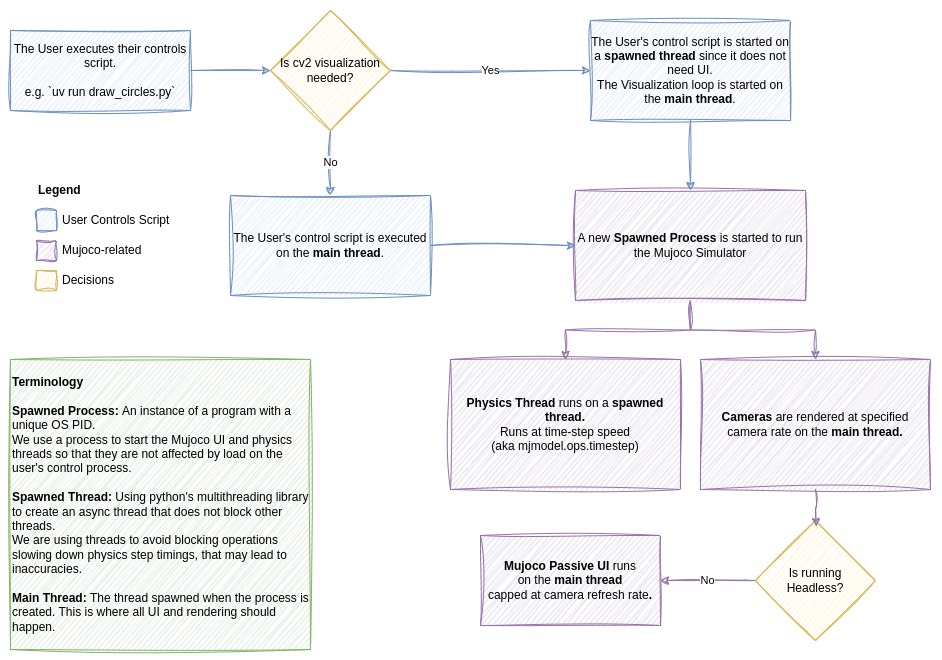 The User executes their controls
script.
e.g. `uv run draw_circles.py`
Is cv2 visualization
needed?
Yes
The User's control script is started on
a spawned thread since it does not
need UI.
The Visualization loop is started on
the main thread.
No
Legend
User Controls Script
Mujoco-related
Decisions
The User's control script is executed
on the main thread.
A new Spawned Process is started to run
the Mujoco Simulator
Terminology
Spawned Process: An instance of a program with a
unique OS PID.
We use a process to start the Mujoco UI and physics
threads so that they are not affected by load on the
user's control process.
Spawned Thread: Using python's multithreading library
to create an async thread that does not block other
threads.
We are using threads to avoid blocking operations
slowing down physics step timings, that may lead to
inaccuracies.
Main Thread: The thread spawned when the process is
created. This is where all UI and rendering should
happen.
Physics Thread runs on a spawned
thread.
Runs at time-step speed
(aka mjmodel.ops.timestep)
Cameras are rendered at specified
camera rate on the main thread.
Mujoco Passive UI runs
on the main thread
capped at camera refresh rate.
No
Is running
Headless?